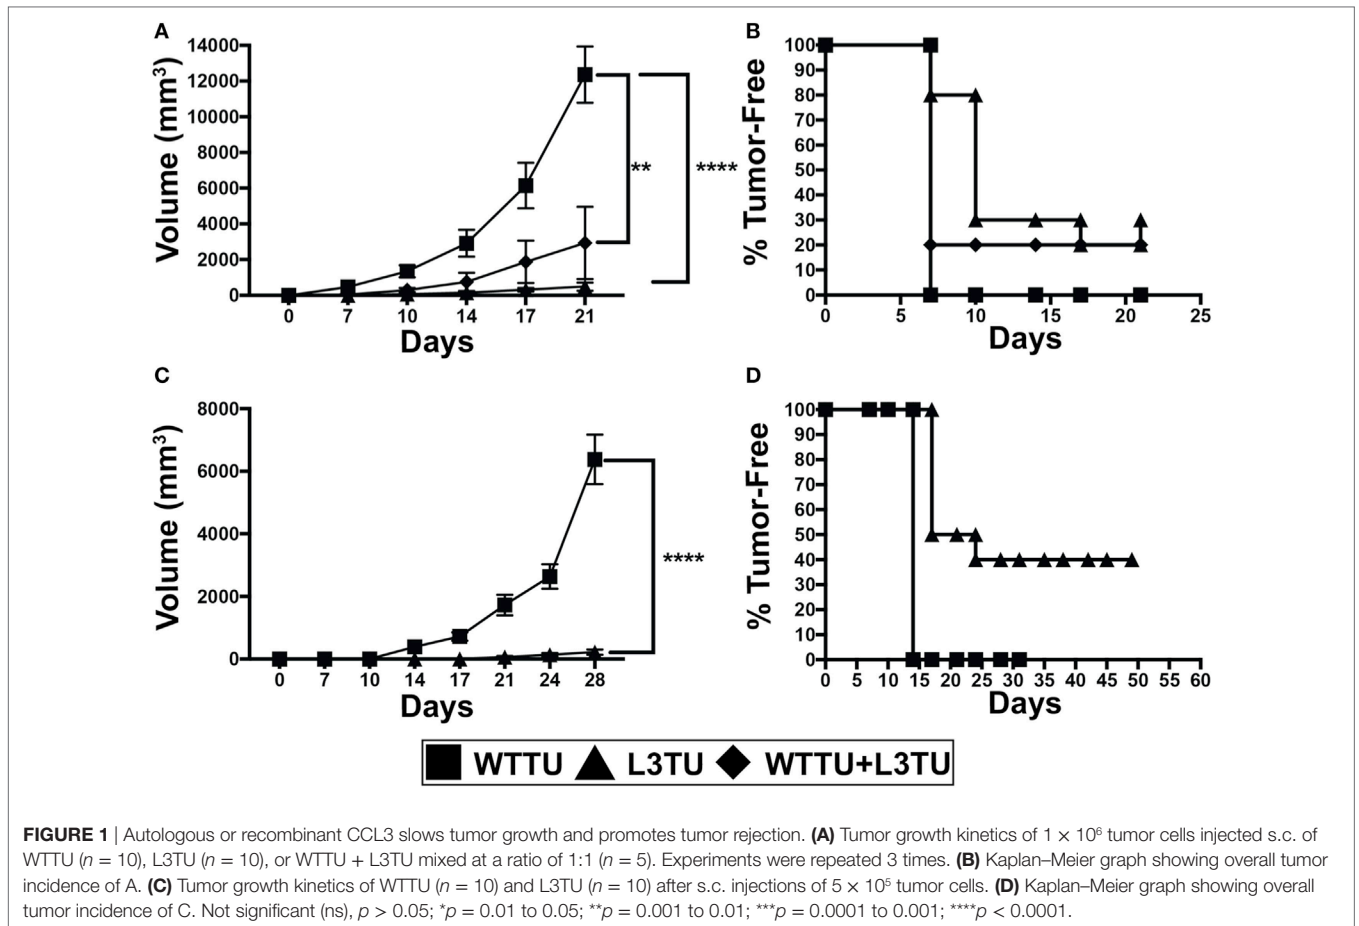 A
B
Volume (mm³)
14000
12000
10000
8000
6000
4000
2000
0
**
****
0 7 10 14 17 21
Days
% Tumor-Free
100
90
80
70
60
50
40
30
20
10
0
0 5 10 15 20 25
Days
C
D
Volume (mm³)
8000
6000
4000
2000
0
****
0 7 10 14 17 21 24 28
Days
% Tumor-Free
100
90
80
70
60
50
40
30
20
10
0
0 5 10 15 20 25 30 35 40 45 50 55 60
Days
WTTU L3TU WTTU+L3TU
FIGURE 1 | Autologous or recombinant CCL3 slows tumor growth and promotes tumor rejection. (A) Tumor growth kinetics of 1 × 10⁶ tumor cells injected s.c. of
WTTU (n = 10), L3TU (n = 10), or WTTU + L3TU mixed at a ratio of 1:1 (n = 5). Experiments were repeated 3 times. (B) Kaplan–Meier graph showing overall tumor
incidence of A. (C) Tumor growth kinetics of WTTU (n = 10) and L3TU (n = 10) after s.c. injections of 5 × 10⁵ tumor cells. (D) Kaplan–Meier graph showing overall
tumor incidence of C. Not significant (ns), p > 0.05; *p = 0.01 to 0.05; **p = 0.001 to 0.01; ***p = 0.0001 to 0.001; ****p < 0.0001.